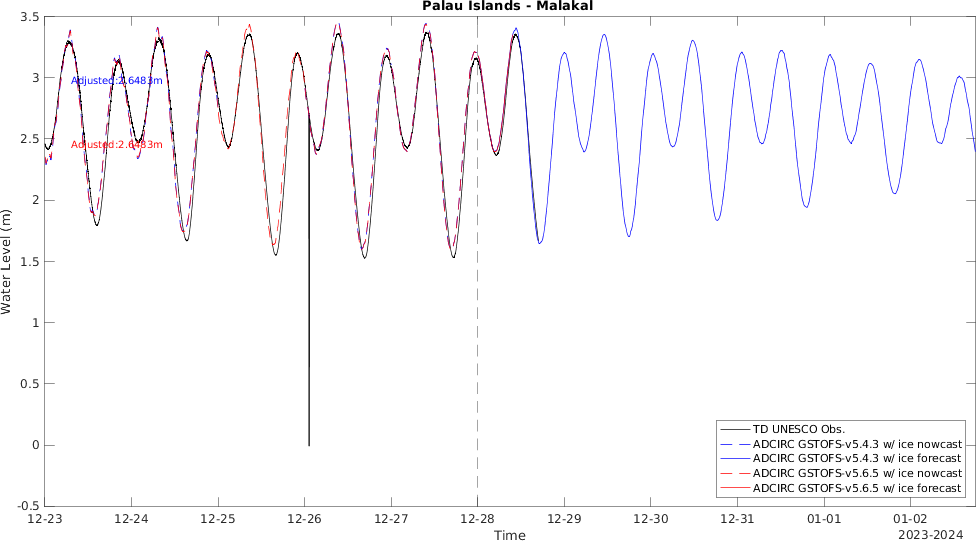 Palau Islands - Malakal
3.5
3
2.5
2
1.5
1
0.5
0
-0.5
Water Level (m)
Adjusted:2.6483m
Adjusted:2.6483m
TD UNESCO Obs.
ADCIRC GSTOFS-v5.4.3 w/ ice nowcast
ADCIRC GSTOFS-v5.4.3 w/ ice forecast
ADCIRC GSTOFS-v5.6.5 w/ ice nowcast
ADCIRC GSTOFS-v5.6.5 w/ ice forecast
12-23 12-24 12-25 12-26 12-27 12-28 12-29 12-30 12-31 01-01 01-02
Time
2023-2024